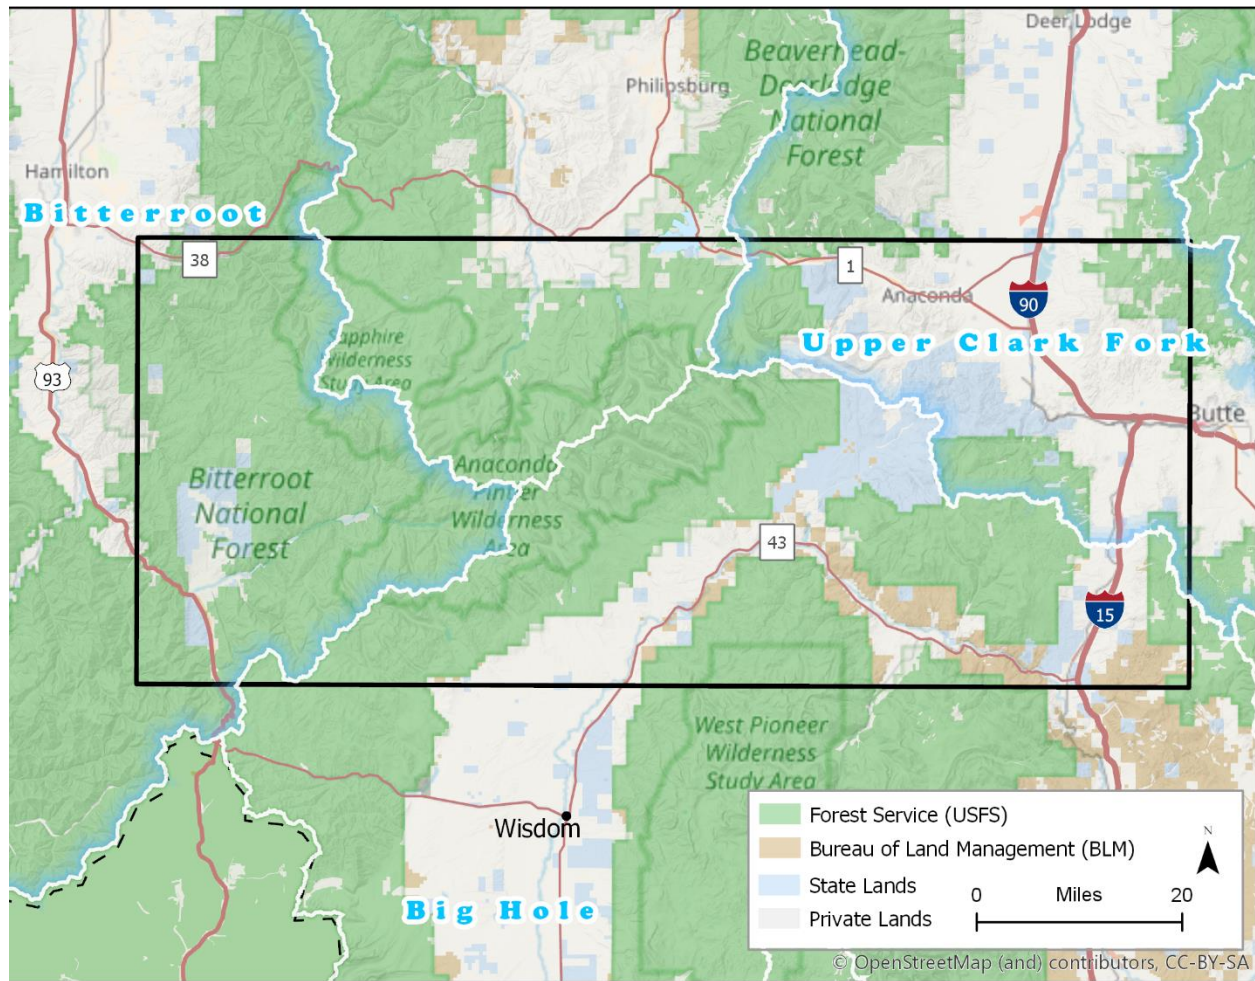 Deer Lodge
Beaverhead-
Deerlodge
National
Forest
Philipsburg
Hamilton
Bitterroot
38
1
Anaconda
90
Upper Clark Fork
Sapphire
Wilderness
Study Area
93
Butte
Anaconda
Pintler
Wilderness
Area
Bitterroot
National
Forest
43
15
West Pioneer
Wilderness
Study Area
Wisdom
Big Hole
Forest Service (USFS)
Bureau of Land Management (BLM)
State Lands
Private Lands
N
0 Miles 20
© OpenStreetMap (and) contributors, CC-BY-SA